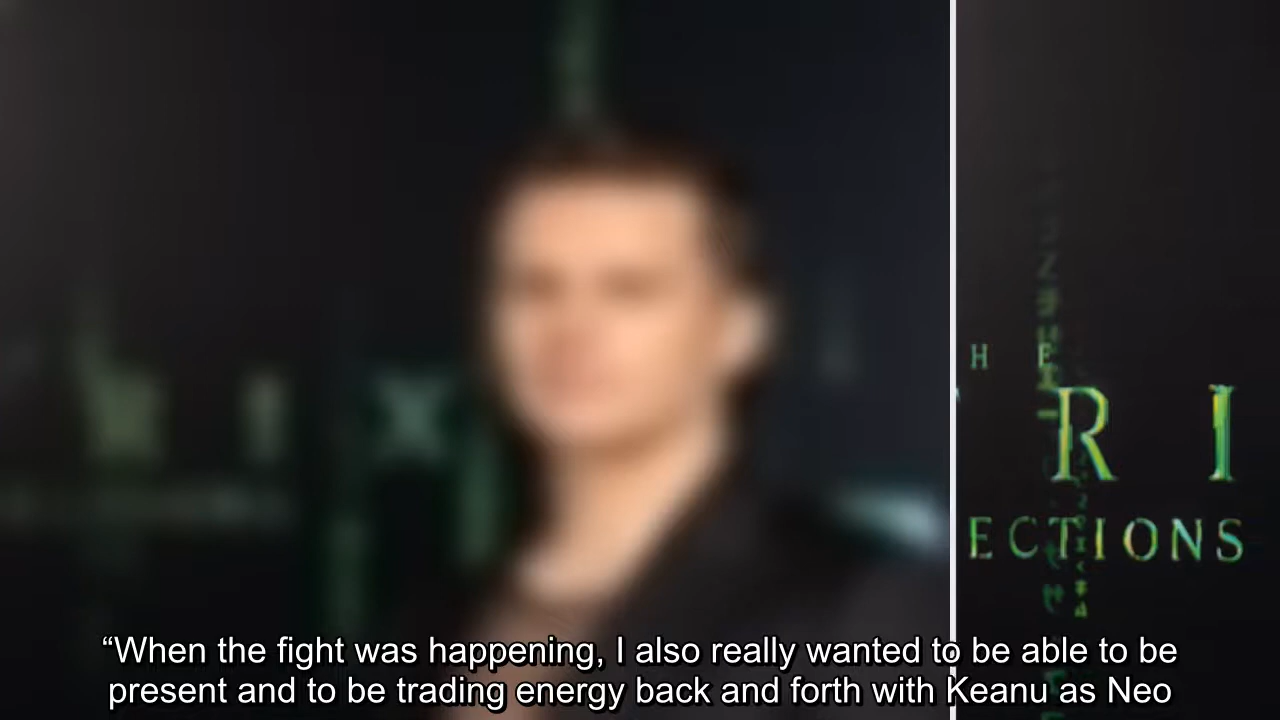 H E
R I
ECTIONS
“When the fight was happening, I also really wanted to be able to be
present and to be trading energy back and forth with Keanu as Neo